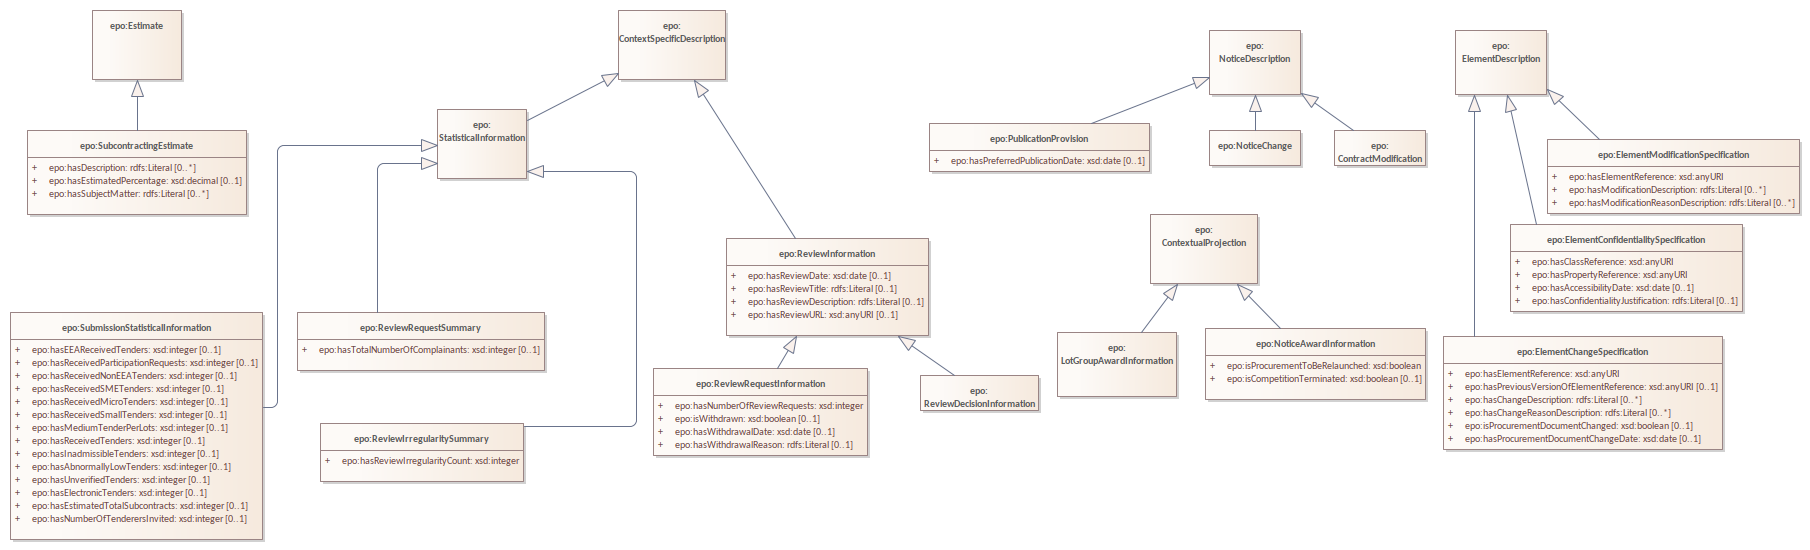 epo:Estimate
epo:SubcontractingEstimate
+ epo:hasDescription: rdfs:Literal [0..*]
+ epo:hasEstimatedPercentage: xsd:decimal [0..1]
+ epo:hasSubjectMatter: rdfs:Literal [0..*]
epo:
ContextSpecificDescription
epo:
StatisticalInformation
epo:SubmissionStatisticalInformation
+ epo:hasEEAReceivedTenders: xsd:integer [0..1]
+ epo:hasReceivedParticipationRequests: xsd:integer [0..1]
+ epo:hasReceivedNonEEATenders: xsd:integer [0..1]
+ epo:hasReceivedSMETenders: xsd:integer [0..1]
+ epo:hasReceivedMicroTenders: xsd:integer [0..1]
+ epo:hasReceivedSmallTenders: xsd:integer [0..1]
+ epo:hasMediumTenderPerLots: xsd:integer [0..1]
+ epo:hasReceivedTenders: xsd:integer [0..1]
+ epo:hasInadmissibleTenders: xsd:integer [0..1]
+ epo:hasAbnormallyLowTenders: xsd:integer [0..1]
+ epo:hasUnverifiedTenders: xsd:integer [0..1]
+ epo:hasElectronicTenders: xsd:integer [0..1]
+ epo:hasEstimatedTotalSubcontracts: xsd:integer [0..1]
+ epo:hasNumberOfTenderersInvited: xsd:integer [0..1]
epo:ReviewRequestSummary
+ epo:hasTotalNumberOfComplainants: xsd:integer [0..1]
epo:ReviewIrregularitySummary
+ epo:hasReviewIrregularityCount: xsd:integer
epo:ReviewInformation
+ epo:hasReviewDate: xsd:date [0..1]
+ epo:hasReviewTitle: rdfs:Literal [0..1]
+ epo:hasReviewDescription: rdfs:Literal [0..1]
+ epo:hasReviewURL: xsd:anyURI [0..1]
epo:ReviewRequestInformation
+ epo:hasNumberOfReviewRequests: xsd:integer
+ epo:isWithdrawn: xsd:boolean [0..1]
+ epo:hasWithdrawalDate: xsd:date [0..1]
+ epo:hasWithdrawalReason: rdfs:Literal [0..1]
epo:
ReviewDecisionInformation
epo:
NoticeDescription
epo:PublicationProvision
+ epo:hasPreferredPublicationDate: xsd:date [0..1]
epo:NoticeChange
epo:
ContractModification
epo:
ContextualProjection
epo:
LotGroupAwardInformation
epo:NoticeAwardInformation
+ epo:isProcurementToBeRelaunched: xsd:boolean
+ epo:isCompetitionTerminated: xsd:boolean [0..1]
epo:
ElementDescription
epo:ElementModificationSpecification
+ epo:hasElementReference: xsd:anyURI
+ epo:hasModificationDescription: rdfs:Literal [0..*]
+ epo:hasModificationReasonDescription: rdfs:Literal [0..*]
epo:ElementConfidentialitySpecification
+ epo:hasClassReference: xsd:anyURI
+ epo:hasPropertyReference: xsd:anyURI
+ epo:hasAccessibilityDate: xsd:date [0..1]
+ epo:hasConfidentialityJustification: rdfs:Literal [0..1]
epo:ElementChangeSpecification
+ epo:hasElementReference: xsd:anyURI
+ epo:hasPreviousVersionOfElementReference: xsd:anyURI [0..1]
+ epo:hasChangeDescription: rdfs:Literal [0..*]
+ epo:hasChangeReasonDescription: rdfs:Literal [0..*]
+ epo:isProcurementDocumentChanged: xsd:boolean [0..1]
+ epo:hasProcurementDocumentChangeDate: xsd:date [0..1]